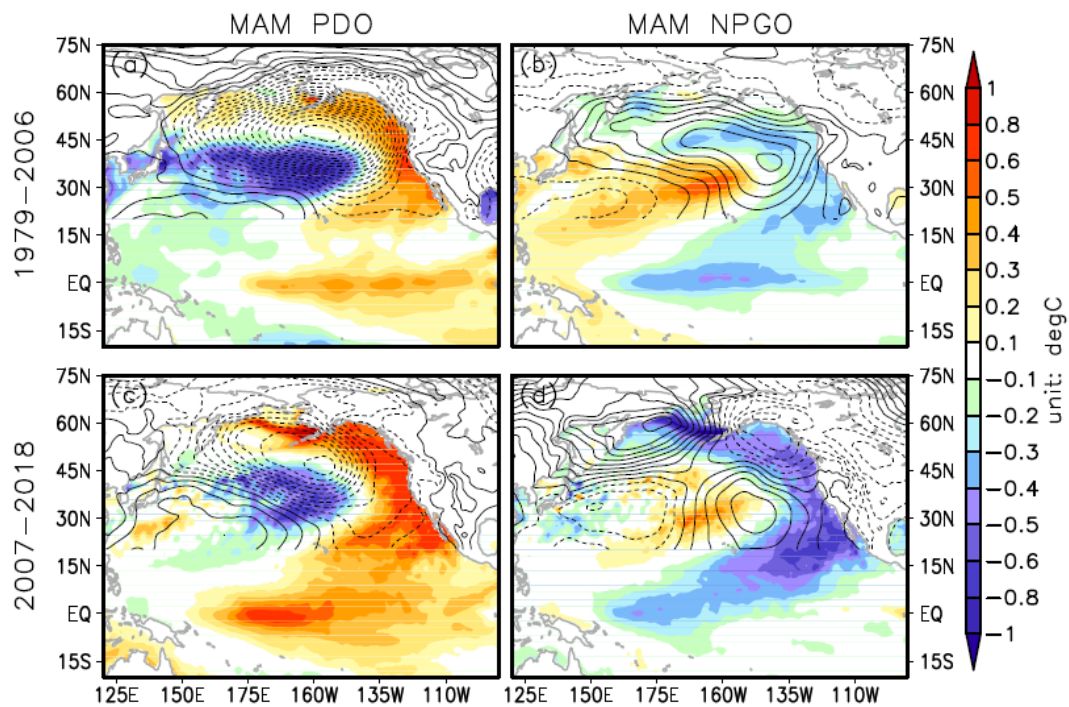 MAM PDO
MAM NPGO
1979-2006
2007-2018
(a)
75N
60N
45N
30N
15N
EQ
15S
(b)
75N
60N
45N
30N
15N
EQ
15S
(c)
75N
60N
45N
30N
15N
EQ
15S
125E 150E 175E 160W 135W 110W
(d)
75N
60N
45N
30N
15N
EQ
15S
125E 150E 175E 160W 135W 110W
1
0.8
0.6
0.5
0.4
0.3
0.2
0.1
-0.1
-0.2
-0.3
-0.4
-0.5
-0.6
-0.8
-1
unit: degC